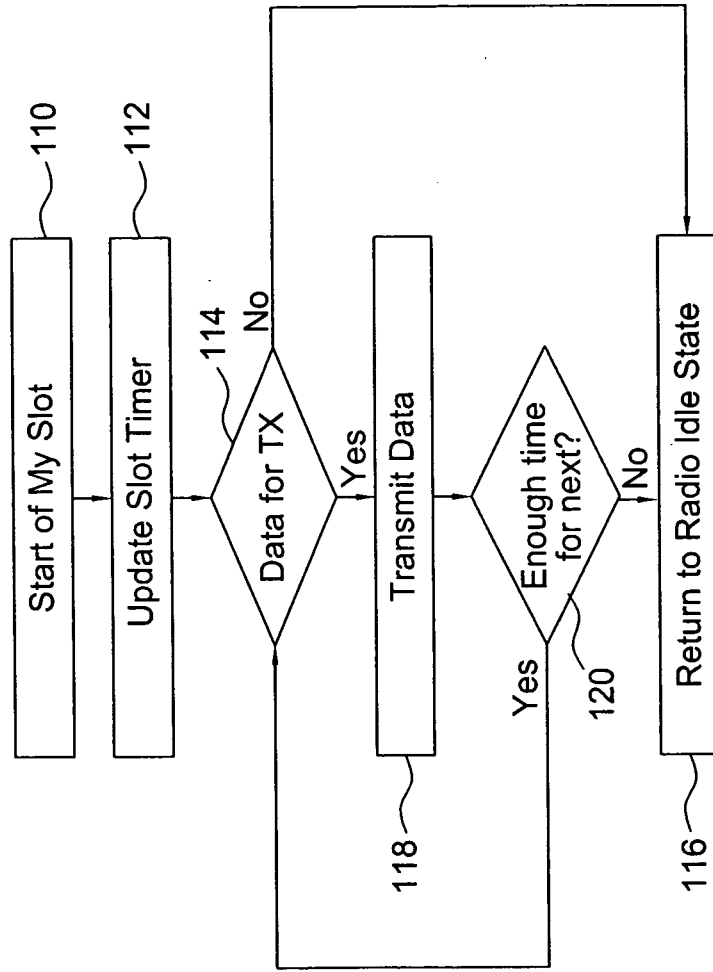 Start of My Slot
110
Update Slot Timer
112
Data for TX
114
No
Yes
Transmit Data
118
Enough time
for next?
120
Yes
No
Return to Radio Idle State
116